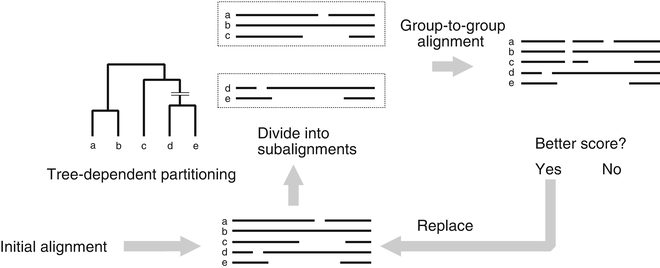 a
b
c
d
e
Group-to-group
alignment
a
b
c
d
e
a b c d e
Tree-dependent partitioning
Divide into
subalignments
Better score?
Yes No
Initial alignment
a
b
c
d
e
Replace